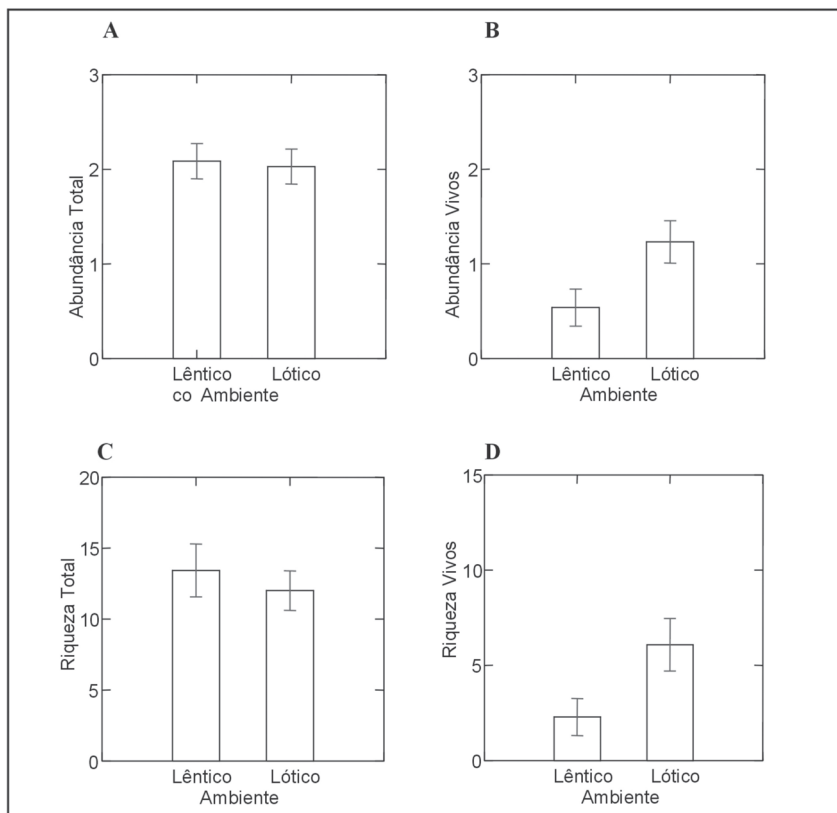 A
Abundância Total
3
2
1
0
Lêntico Lótico
co Ambiente
B
Abundância Vivos
3
2
1
0
Lêntico Lótico
Ambiente
C
Riqueza Total
20
15
10
5
0
Lêntico Lótico
Ambiente
D
Riqueza Vivos
15
10
5
0
Lêntico Lótico
Ambiente